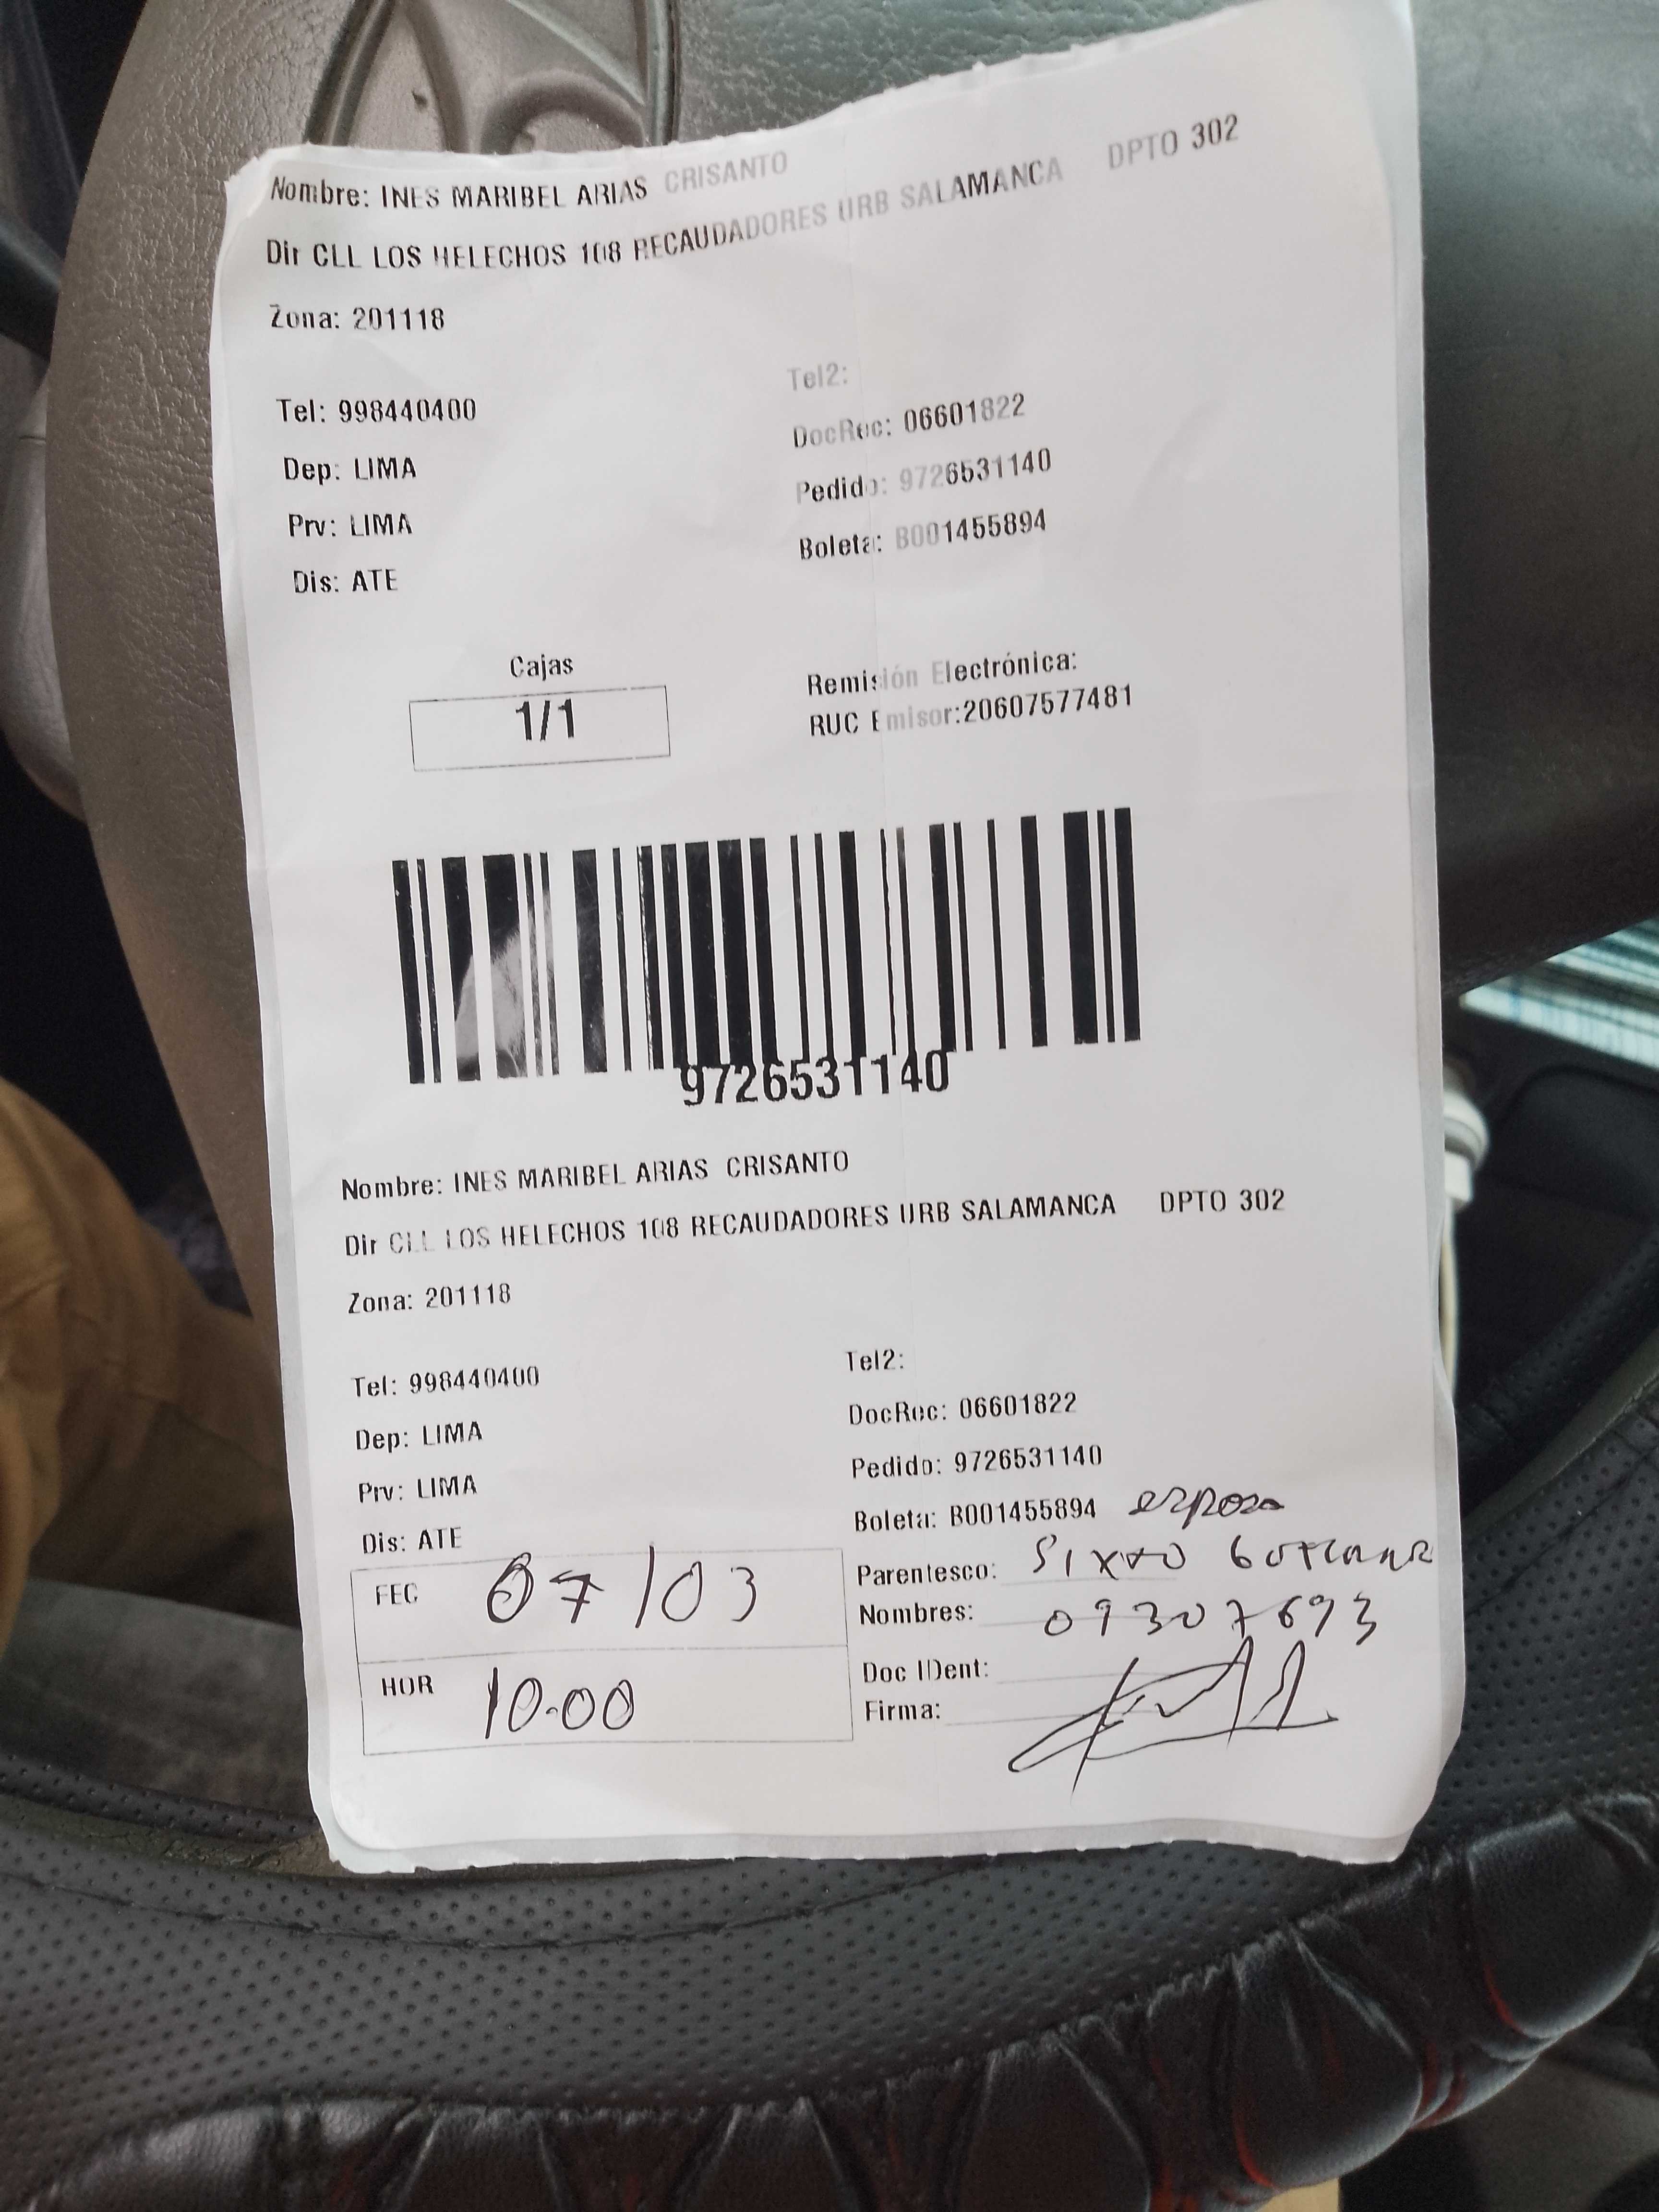 Nombre: INES MARIBEL ARIAS CRISANTO
Dir CLL LOS HELECHOS 108 RECAUDADORES URB SALAMANCA DPTO 302
Zona: 201118
Tel: 998440400
Tel2:
Dep: LIMA
DocRec: 06601822
Prv: LIMA
Pedido: 9726531140
Dis: ATE
Boleta: B001455894
Cajas
1/1
Remisión Electrónica:
RUC Emisor:20607577481
9726531140
Nombre: INES MARIBEL ARIAS CRISANTO
Dir CLL LOS HELECHOS 108 RECAUDADORES URB SALAMANCA DPTO 302
Zona: 201118
Tel: 998440400
Tel2:
Dep: LIMA
DocRec: 06601822
Prv: LIMA
Pedido: 9726531140
Dis: ATE
Boleta: B001455894 esposo
FEC 07/03
Parentesco: Sixto
Nombres: 09307693
HOR 10.00
Doc IDent:
Firma: